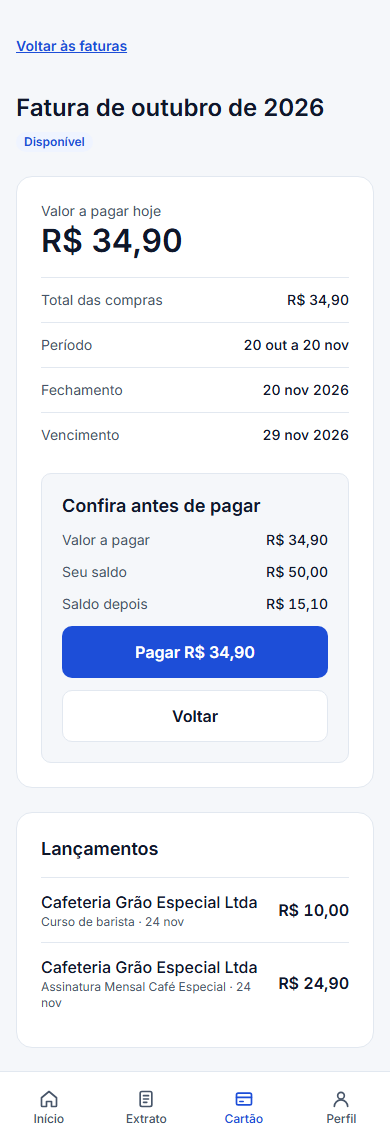 Voltar às faturas
Fatura de outubro de 2026
Disponível
Valor a pagar hoje
R$ 34,90
Total das compras R$ 34,90
Período 20 out a 20 nov
Fechamento 20 nov 2026
Vencimento 29 nov 2026
Confira antes de pagar
Valor a pagar R$ 34,90
Seu saldo R$ 50,00
Saldo depois R$ 15,10
Pagar R$ 34,90
Voltar
Lançamentos
Cafeteria Grão Especial Ltda R$ 10,00
Curso de barista · 24 nov
Cafeteria Grão Especial Ltda R$ 24,90
Assinatura Mensal Café Especial · 24
nov
Início Extrato Cartão Perfil